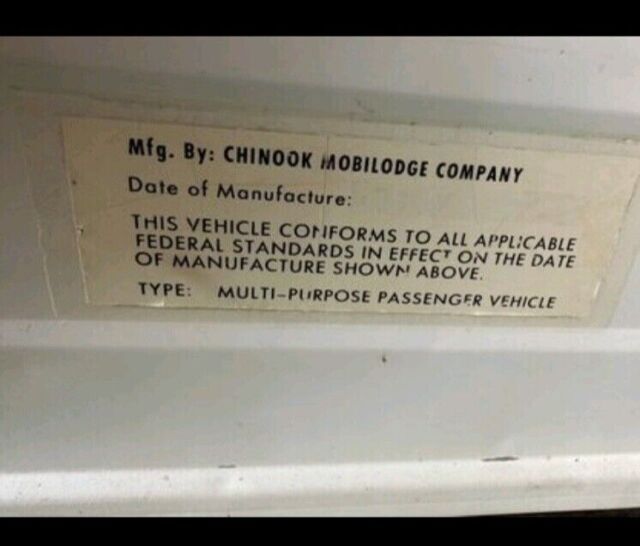 Mfg. By: CHINOOK MOBILODGE COMPANY
Date of Manufacture:
THIS VEHICLE CONFORMS TO ALL APPLICABLE
FEDERAL STANDARDS IN EFFECT ON THE DATE
OF MANUFACTURE SHOWN ABOVE.
TYPE: MULTI-PURPOSE PASSENGER VEHICLE